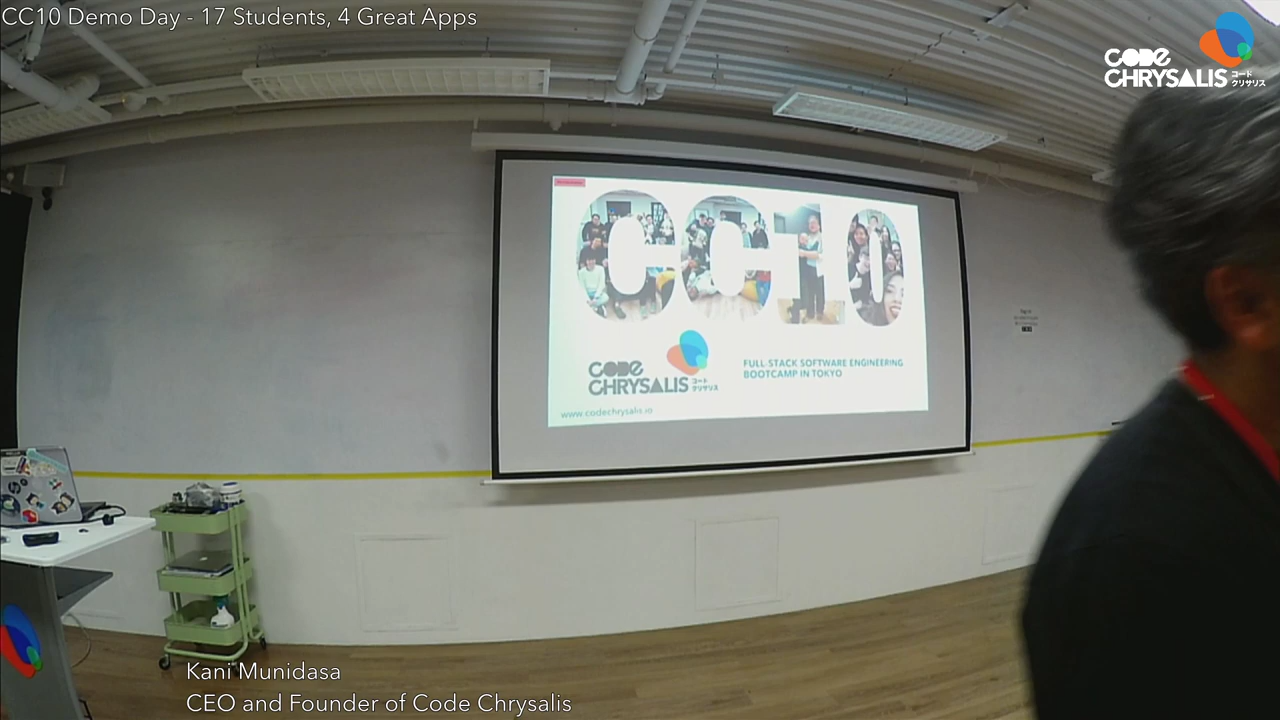 CC10 Demo Day - 17 Students, 4 Great Apps
CODE
CHRYSALIS
コード
クリサリス
CC10
CODE
CHRYSALIS
コード
クリサリス
FULL-STACK SOFTWARE ENGINEERING
BOOTCAMP IN TOKYO
www.codechrysalis.io
Kani Munidasa
CEO and Founder of Code Chrysalis